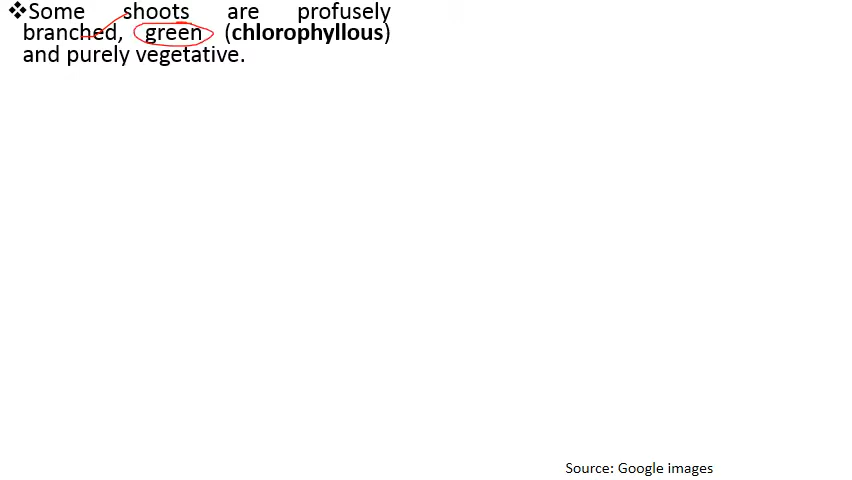 ❖Some shoots are profusely
branched, green (chlorophyllous)
and purely vegetative.
Source: Google images